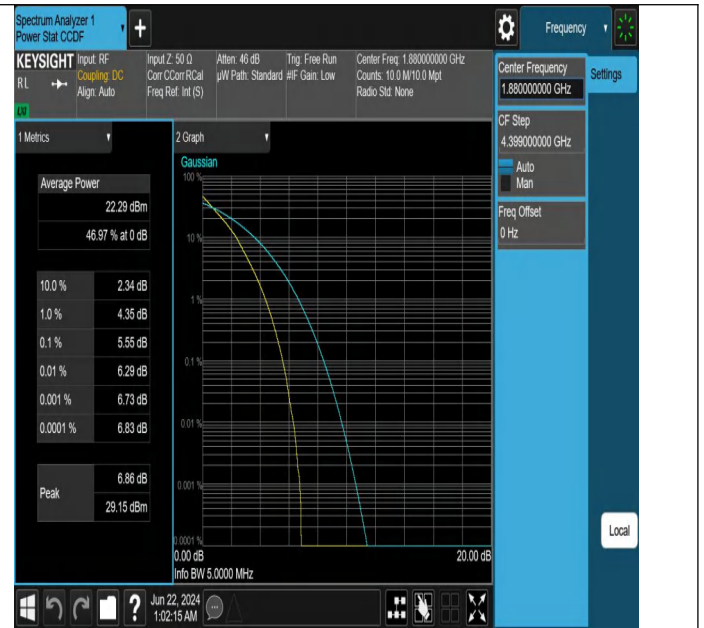 Spectrum Analyzer 1
Power Stat CCDF
+
Frequency
KEYSIGHT
RL
LXI
Input: RF
Coupling: DC
Align: Auto
Input Z: 50 Ω
Corr CCorr RCal
Freq Ref: Int (S)
Atten: 46 dB
µW Path: Standard
Trig: Free Run
#IF Gain: Low
Center Freq: 1.880000000 GHz
Counts: 10.0 M/10.0 Mpt
Radio Std: None
Center Frequency
1.880000000 GHz
Settings
CF Step
4.399000000 GHz
Auto
Man
Freq Offset
0 Hz
1 Metrics
Average Power
22.29 dBm
46.97 % at 0 dB
10.0 % 2.34 dB
1.0 % 4.35 dB
0.1 % 5.55 dB
0.01 % 6.29 dB
0.001 % 6.73 dB
0.0001 % 6.83 dB
Peak
6.86 dB
29.15 dBm
2 Graph
Gaussian
100 %
10 %
1 %
0.1 %
0.01 %
0.001 %
0.0001 %
0.00 dB
20.00 dB
Info BW 5.0000 MHz
Local
?
Jun 22, 2024
1:02:15 AM